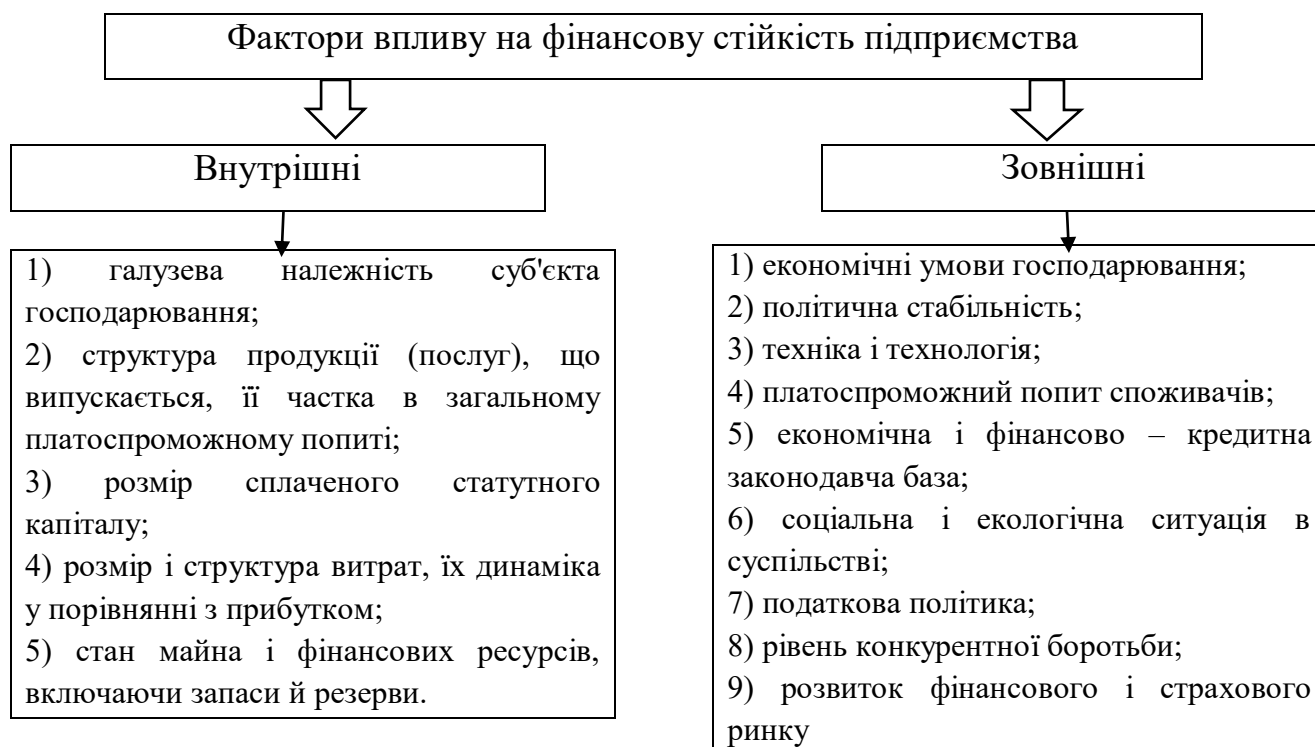 Фактори впливу на фінансову стійкість підприємства
Внутрішні
Зовнішні
1) галузева належність суб'єкта
господарювання;
2) структура продукції (послуг), що
випускається, її частка в загальному
платоспроможному попиті;
3) розмір сплаченого статутного
капіталу;
4) розмір і структура витрат, їх динаміка
у порівнянні з прибутком;
5) стан майна і фінансових ресурсів,
включаючи запаси й резерви.
1) економічні умови господарювання;
2) політична стабільність;
3) техніка і технологія;
4) платоспроможний попит споживачів;
5) економічна і фінансово – кредитна
законодавча база;
6) соціальна і екологічна ситуація в
суспільстві;
7) податкова політика;
8) рівень конкурентної боротьби;
9) розвиток фінансового і страхового
ринку